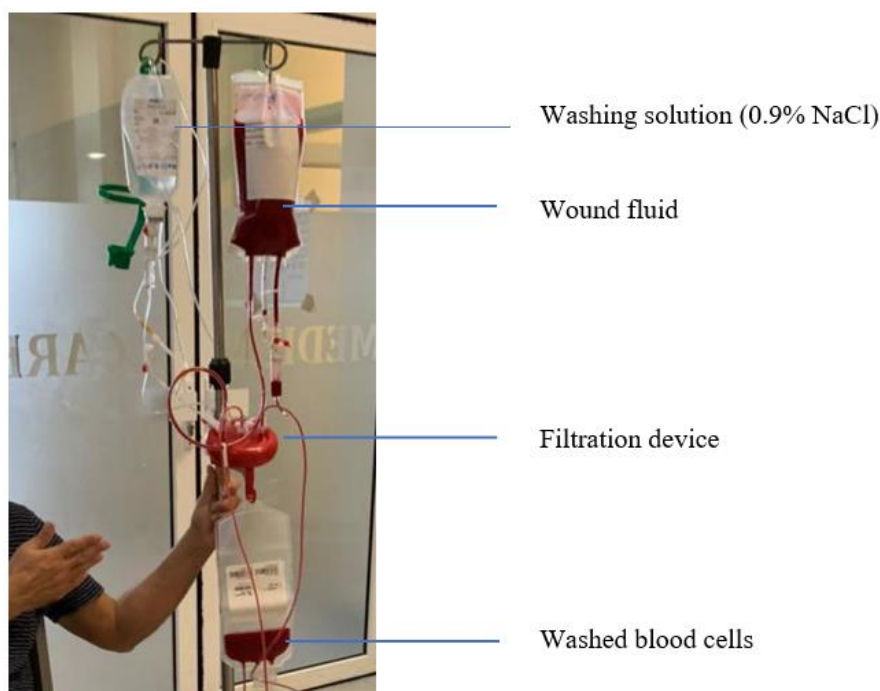 Washing solution (0.9% NaCl)
Wound fluid
Filtration device
Washed blood cells